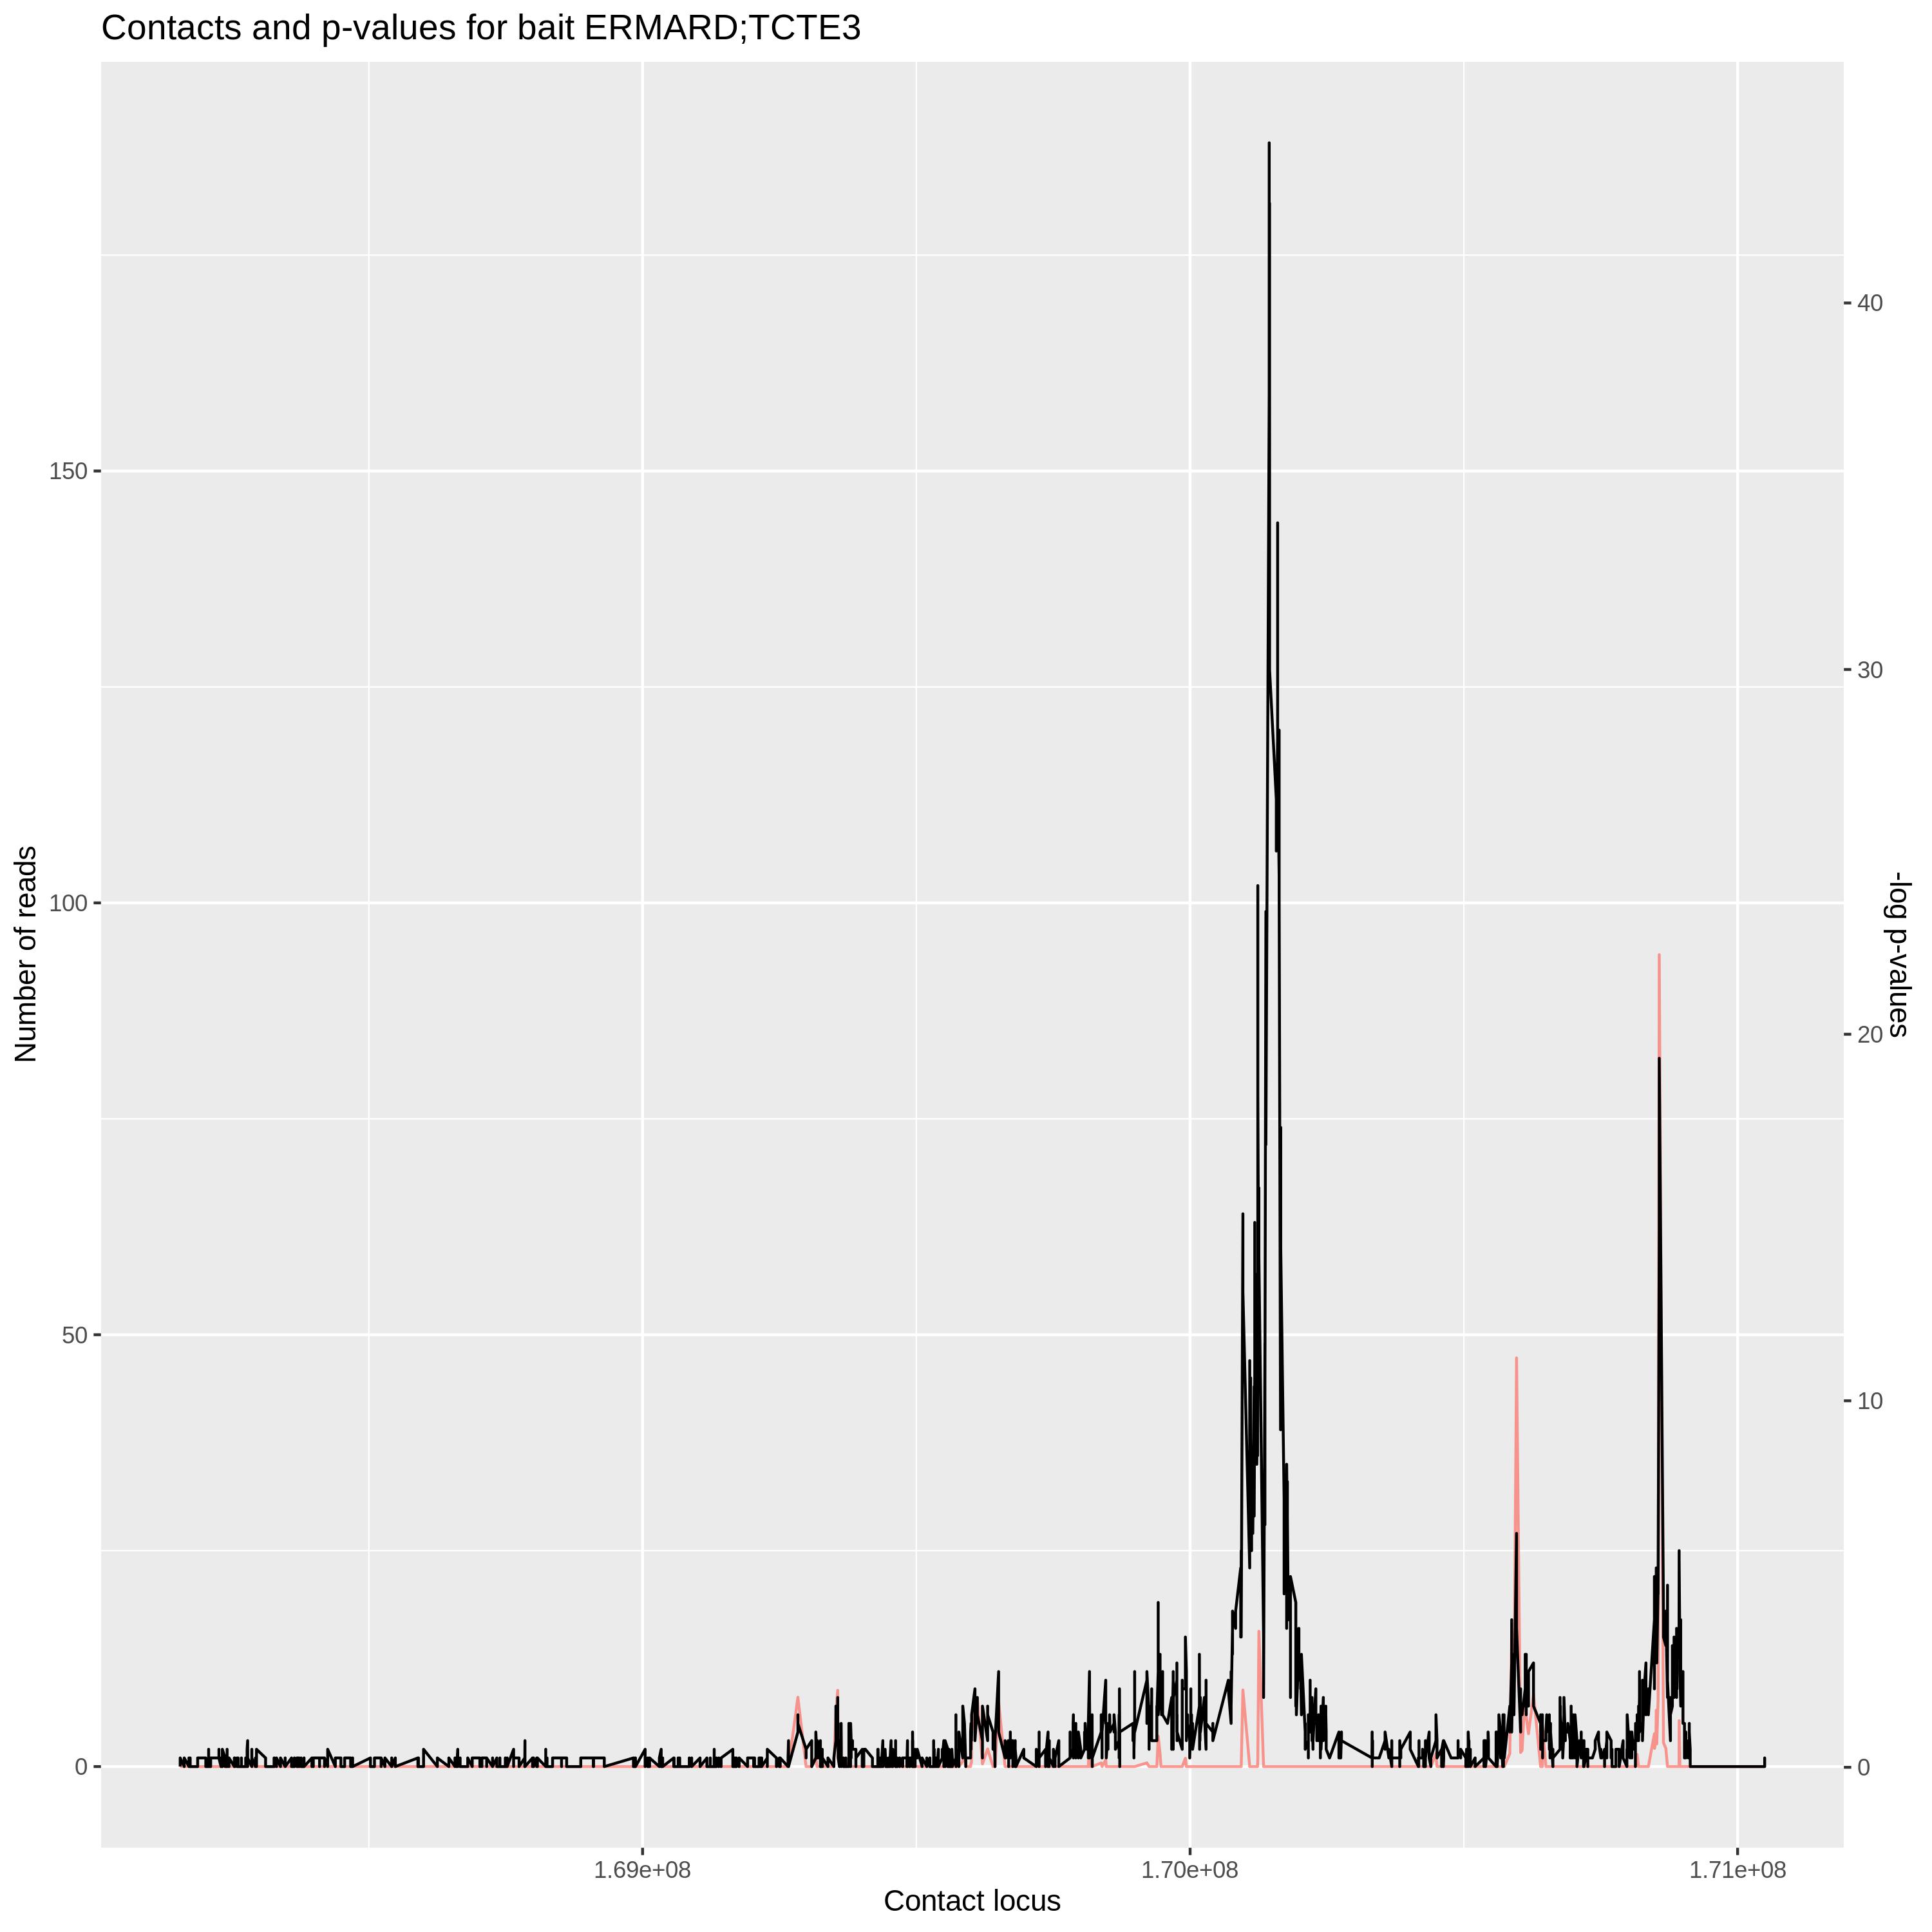 Contacts and p-values for bait ERMARD;TCTE3
Number of reads
150
100
50
0
40
30
20
10
0
-log p-values
1.69e+08
1.70e+08
1.71e+08
Contact locus